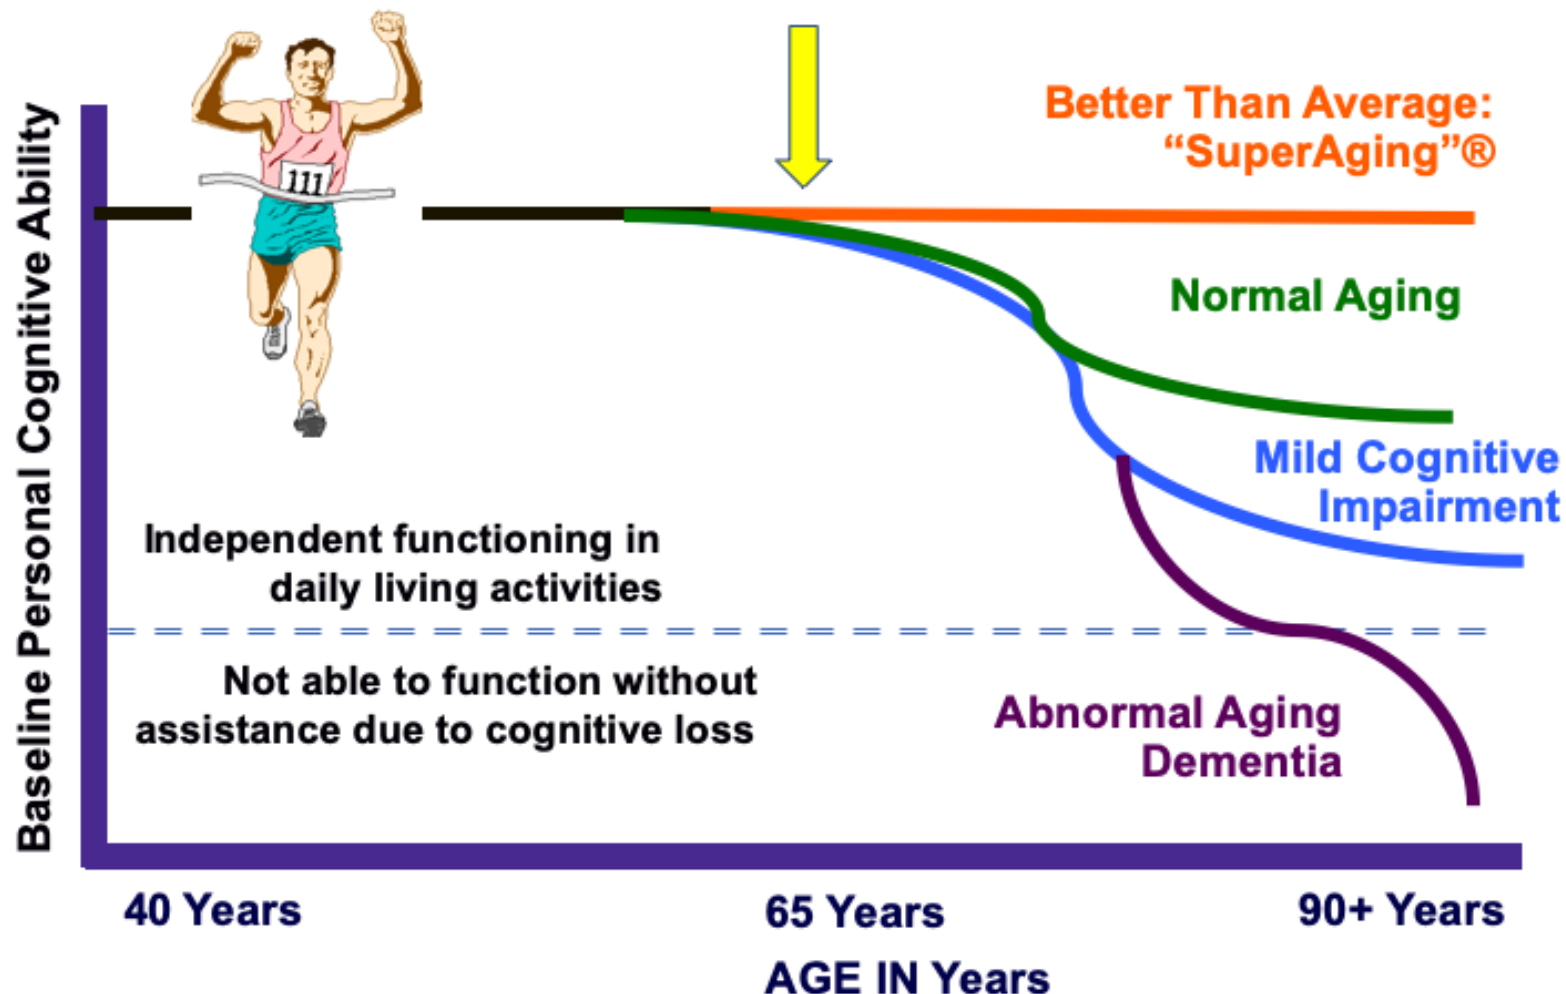 Baseline Personal Cognitive Ability
111
Better Than Average:
“SuperAging”®
Normal Aging
Mild Cognitive
Impairment
Independent functioning in
daily living activities
Not able to function without
assistance due to cognitive loss
Abnormal Aging
Dementia
40 Years
65 Years
90+ Years
AGE IN Years